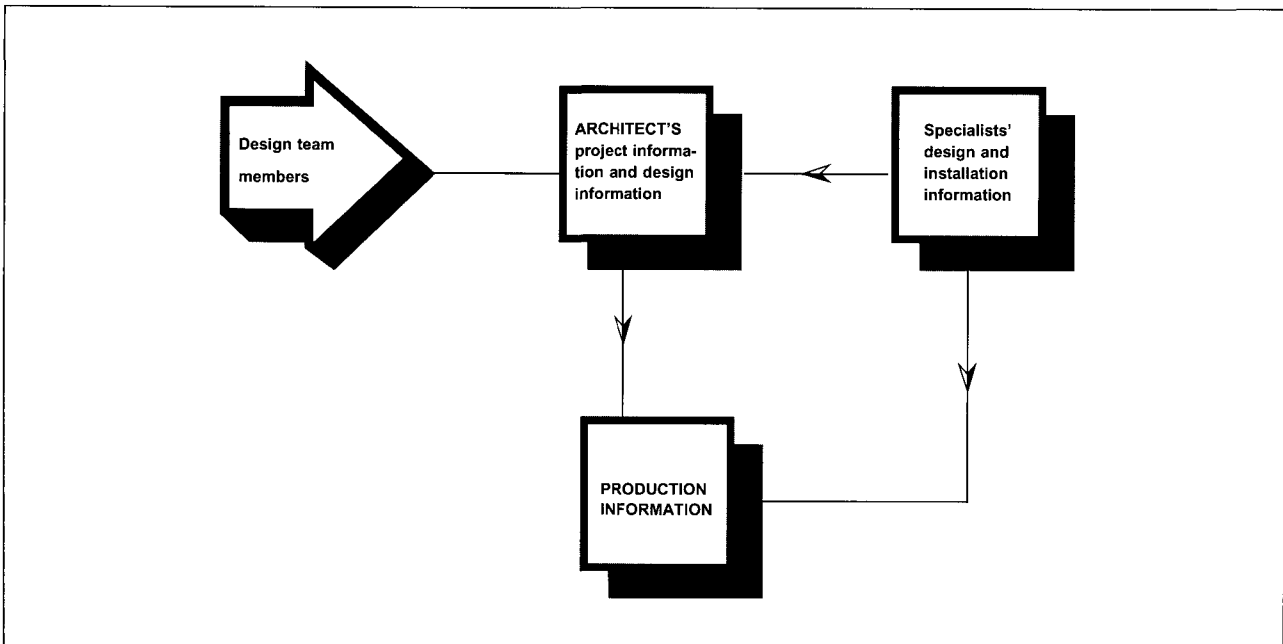 Design team
members
ARCHITECT'S
project informa-
tion and design
information
Specialists'
design and
installation
information
PRODUCTION
INFORMATION